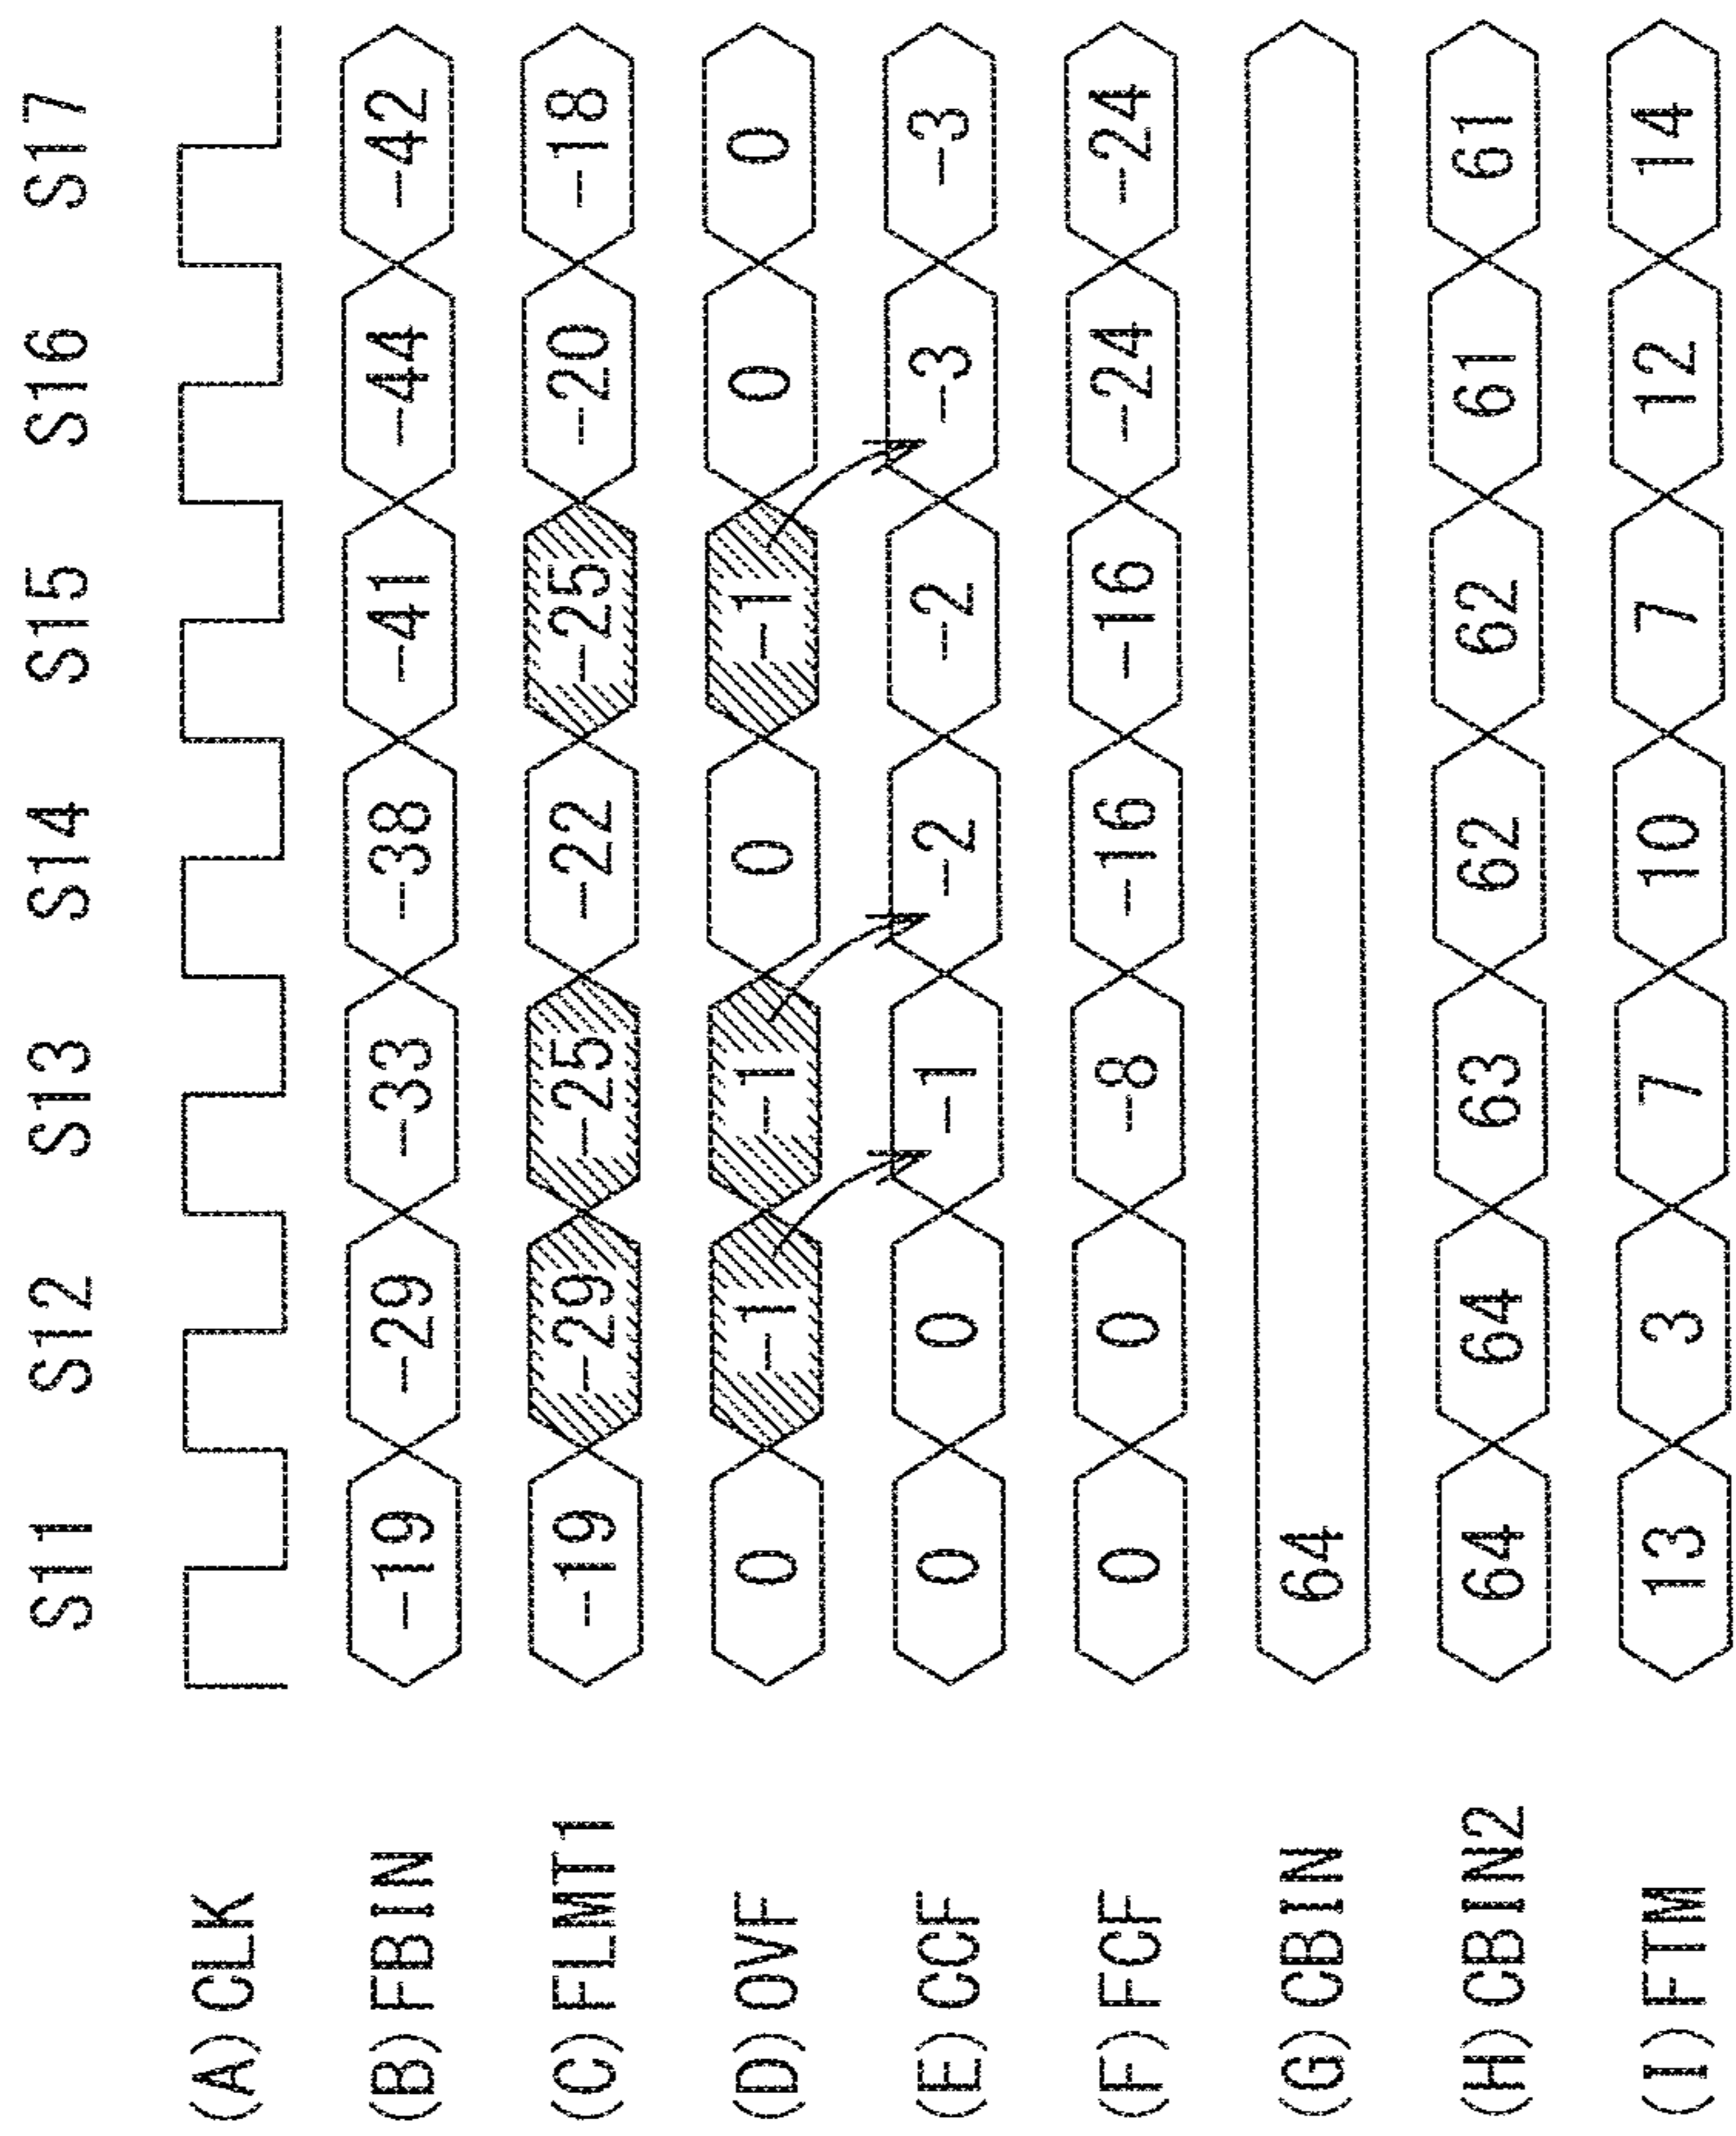 S11 S12 S13 S14 S15 S16 S17
(A)CLK
(B)FBIN -19 -29 -33 -38 -41 -44 -42
(C)FLMT1 -19 -29 -25 -22 -25 -20 -18
(D)OVF 0 -1 -1 0 -1 0 0
(E)CCF 0 0 -1 -2 -2 -3 -3
(F)FCF 0 0 -8 -16 -16 -24 -24
(G)CBIN 64
(H)CBIN2 64 64 63 62 62 61 61
(I)FTM 13 3 7 10 7 12 14